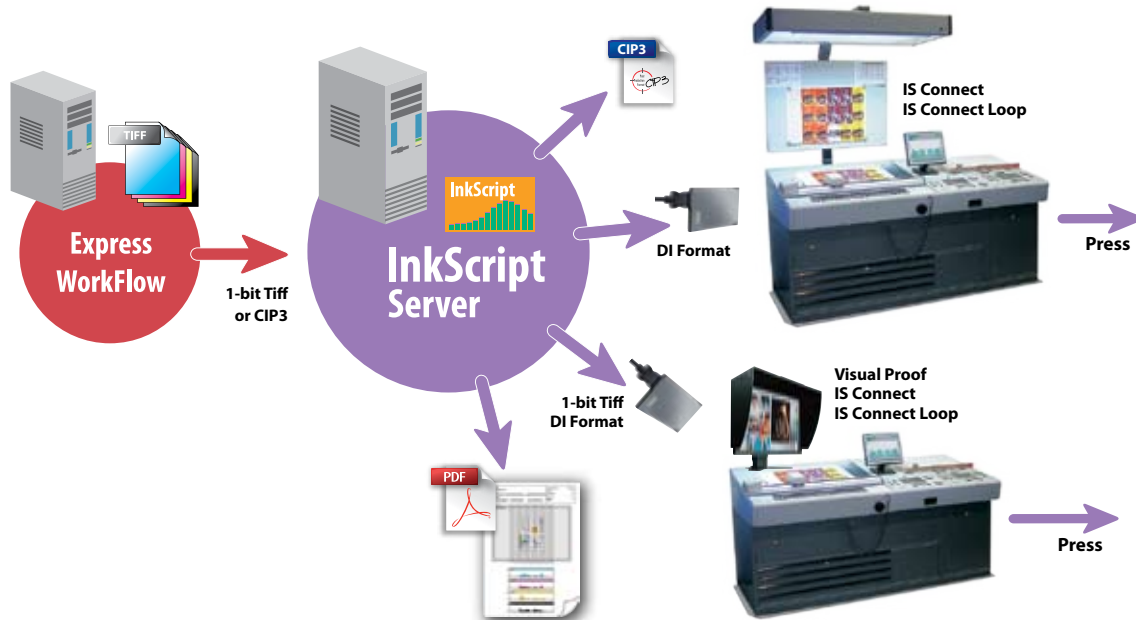 TIFF
Express
WorkFlow
1-bit Tiff
or CIP3
InkScript
InkScript
Server
CIP3
CIP3
DI Format
IS Connect
IS Connect Loop
Press
1-bit Tiff
DI Format
Visual Proof
IS Connect
IS Connect Loop
Press
PDF